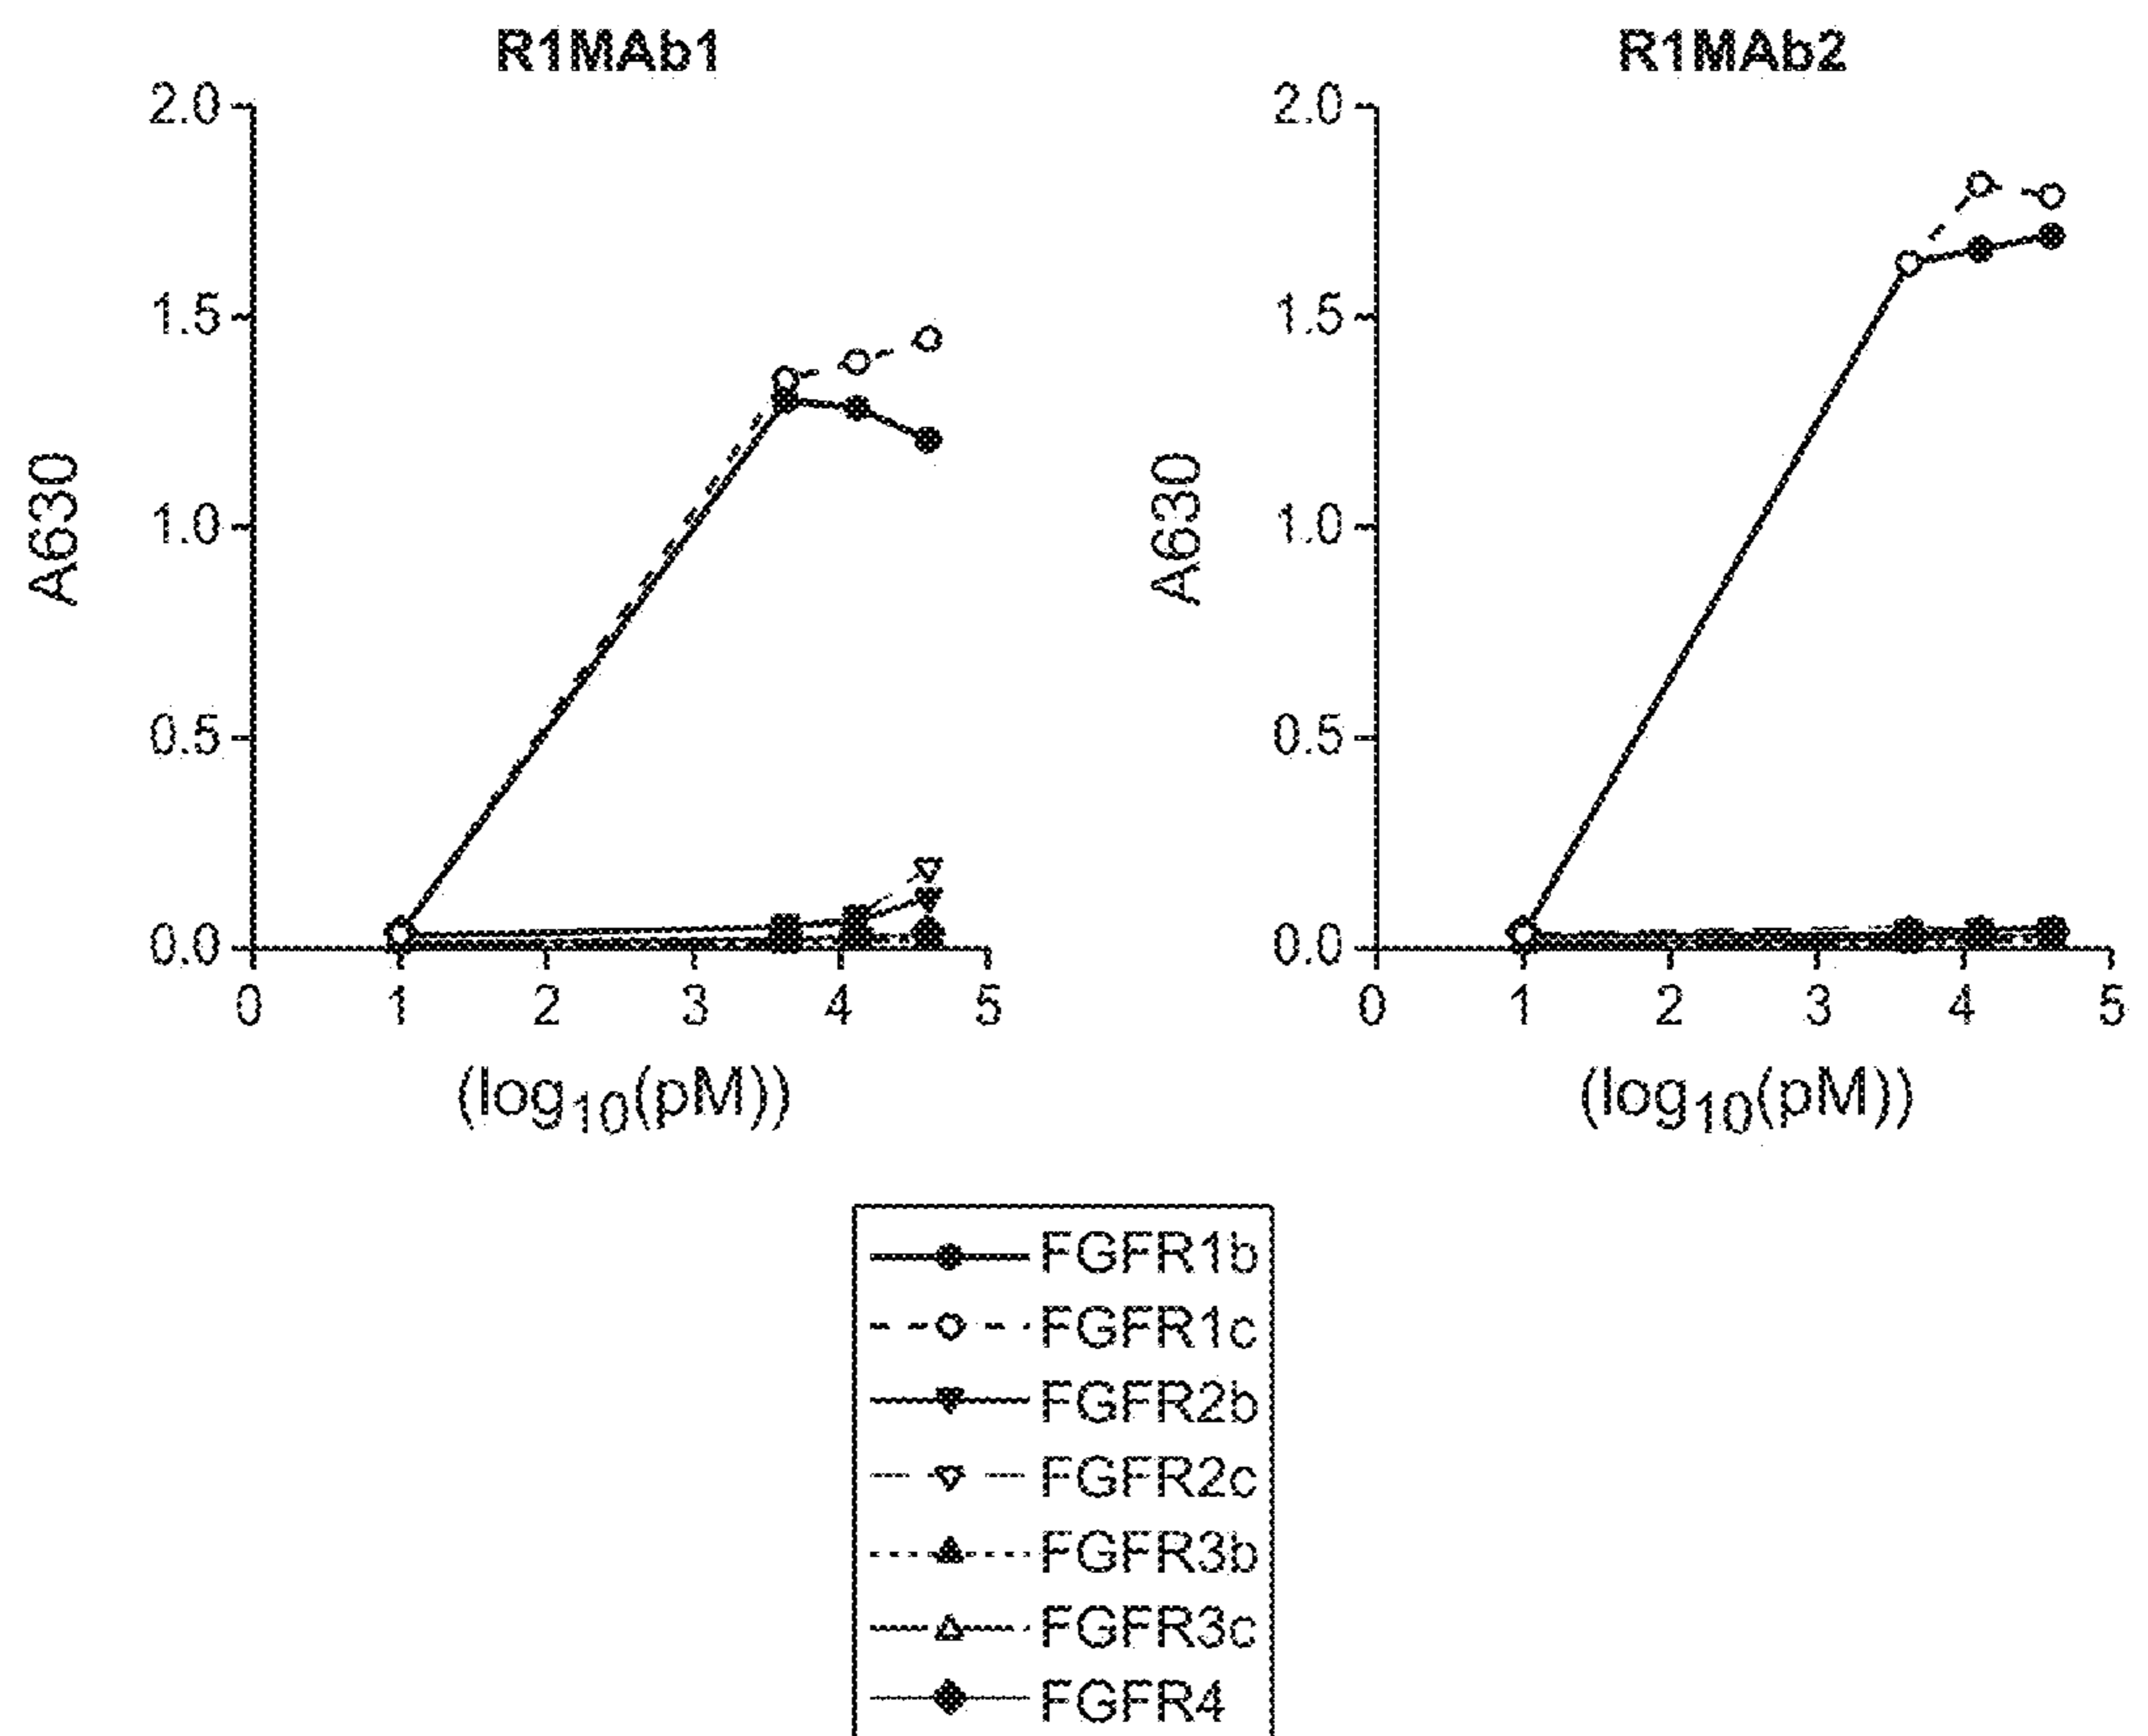 R1MAb1
2.0
1.5
1.0
0.5
0.0
A630
0 1 2 3 4 5
(log10(pM))
R1MAb2
2.0
1.5
1.0
0.5
0.0
A630
0 1 2 3 4 5
(log10(pM))
FGFR1b
FGFR1c
FGFR2b
FGFR2c
FGFR3b
FGFR3c
FGFR4